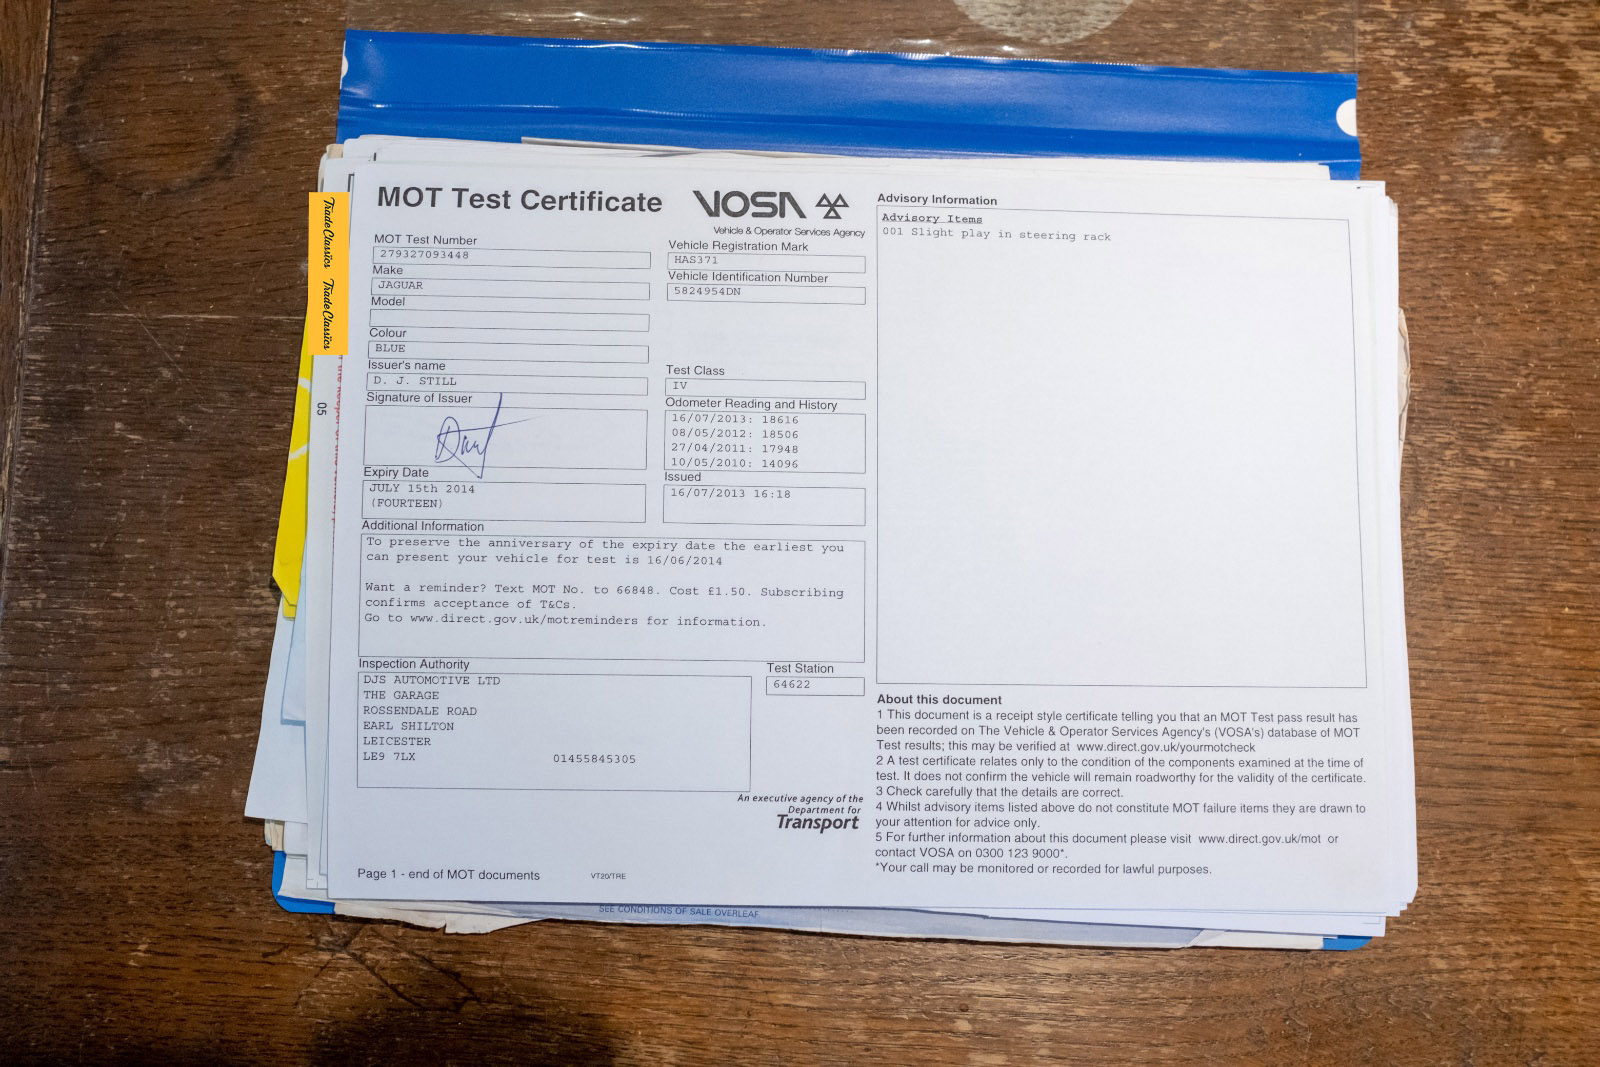 MOT Test Certificate
VOSA
Vehicle & Operator Services Agency
MOT Test Number
279327093448
Make
JAGUAR
Model
Colour
BLUE
Issuer's name
D. J. STILL
Signature of Issuer
Expiry Date
JULY 15th 2014
(FOURTEEN)
Vehicle Registration Mark
HAS371
Vehicle Identification Number
5824954DN
Test Class
IV
Odometer Reading and History
16/07/2013: 18616
08/05/2012: 18506
27/04/2011: 17948
10/05/2010: 14096
Issued
16/07/2013 16:18
Additional Information
To preserve the anniversary of the expiry date the earliest you
can present your vehicle for test is 16/06/2014
Want a reminder? Text MOT No. to 66848. Cost £1.50. Subscribing
confirms acceptance of T&Cs.
Go to www.direct.gov.uk/motreminders for information.
Inspection Authority
DJS AUTOMOTIVE LTD
THE GARAGE
ROSSENDALE ROAD
EARL SHILTON
LEICESTER
LE9 7LX 01455845305
Test Station
64622
An executive agency of the
Department for
Transport
Page 1 - end of MOT documents
VT20/TRE
Advisory Information
Advisory Items
001 Slight play in steering rack
About this document
1 This document is a receipt style certificate telling you that an MOT Test pass result has
been recorded on The Vehicle & Operator Services Agency's (VOSA's) database of MOT
Test results; this may be verified at www.direct.gov.uk/yourmotcheck
2 A test certificate relates only to the condition of the components examined at the time of
test. It does not confirm the vehicle will remain roadworthy for the validity of the certificate.
3 Check carefully that the details are correct.
4 Whilst advisory items listed above do not constitute MOT failure items they are drawn to
your attention for advice only.
5 For further information about this document please visit www.direct.gov.uk/mot or
contact VOSA on 0300 123 9000*.
*Your call may be monitored or recorded for lawful purposes.
Trade Classics Trade Classics
05
SEE CONDITIONS OF SALE OVERLEAF